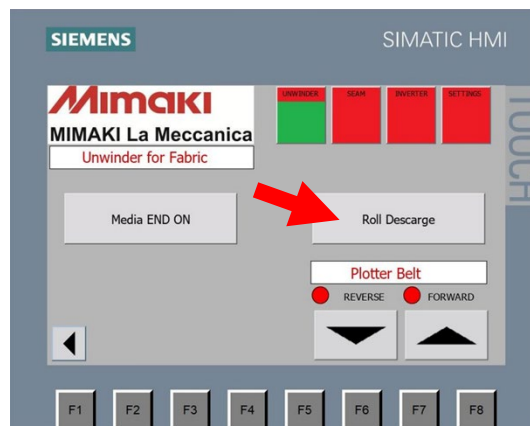 SIEMENS
SIMATIC HMI
TOUCH
Mimaki
MIMAKI La Meccanica
Unwinder for Fabric
UNWINDER
SEAM
INVERTER
SETTINGS
Media END ON
Roll Descarge
Plotter Belt
REVERSE
FORWARD
F1
F2
F3
F4
F5
F6
F7
F8